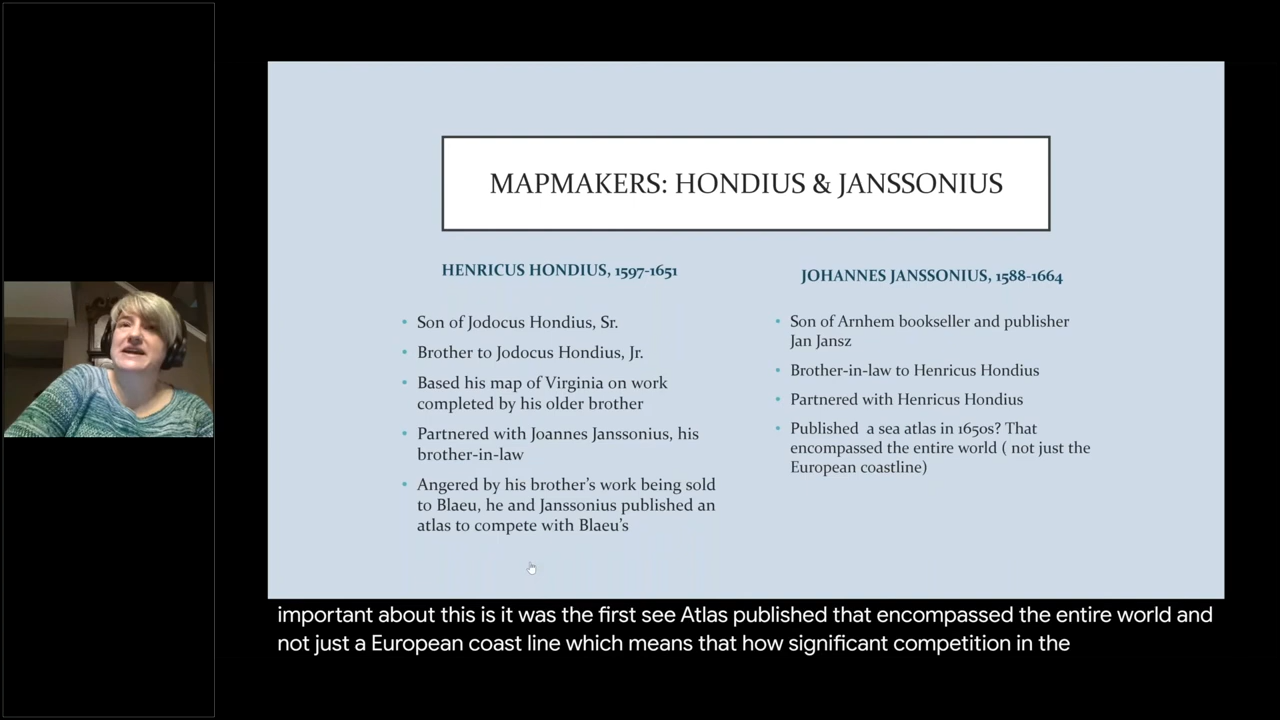 MAPMAKERS: HONDIUS & JANSSONIUS
HENRICUS HONDIUS, 1597-1651
• Son of Jodocus Hondius, Sr.
• Brother to Jodocus Hondius, Jr.
• Based his map of Virginia on work
completed by his older brother
• Partnered with Joannes Janssonius, his
brother-in-law
• Angered by his brother's work being sold
to Blaeu, he and Janssonius published an
atlas to compete with Blaeu's
JOHANNES JANSSONIUS, 1588-1664
• Son of Arnhem bookseller and publisher
Jan Jansz
• Brother-in-law to Henricus Hondius
• Partnered with Henricus Hondius
• Published a sea atlas in 1650s? That
encompassed the entire world ( not just the
European coastline)
important about this is it was the first see Atlas published that encompassed the entire world and
not just a European coast line which means that how significant competition in the